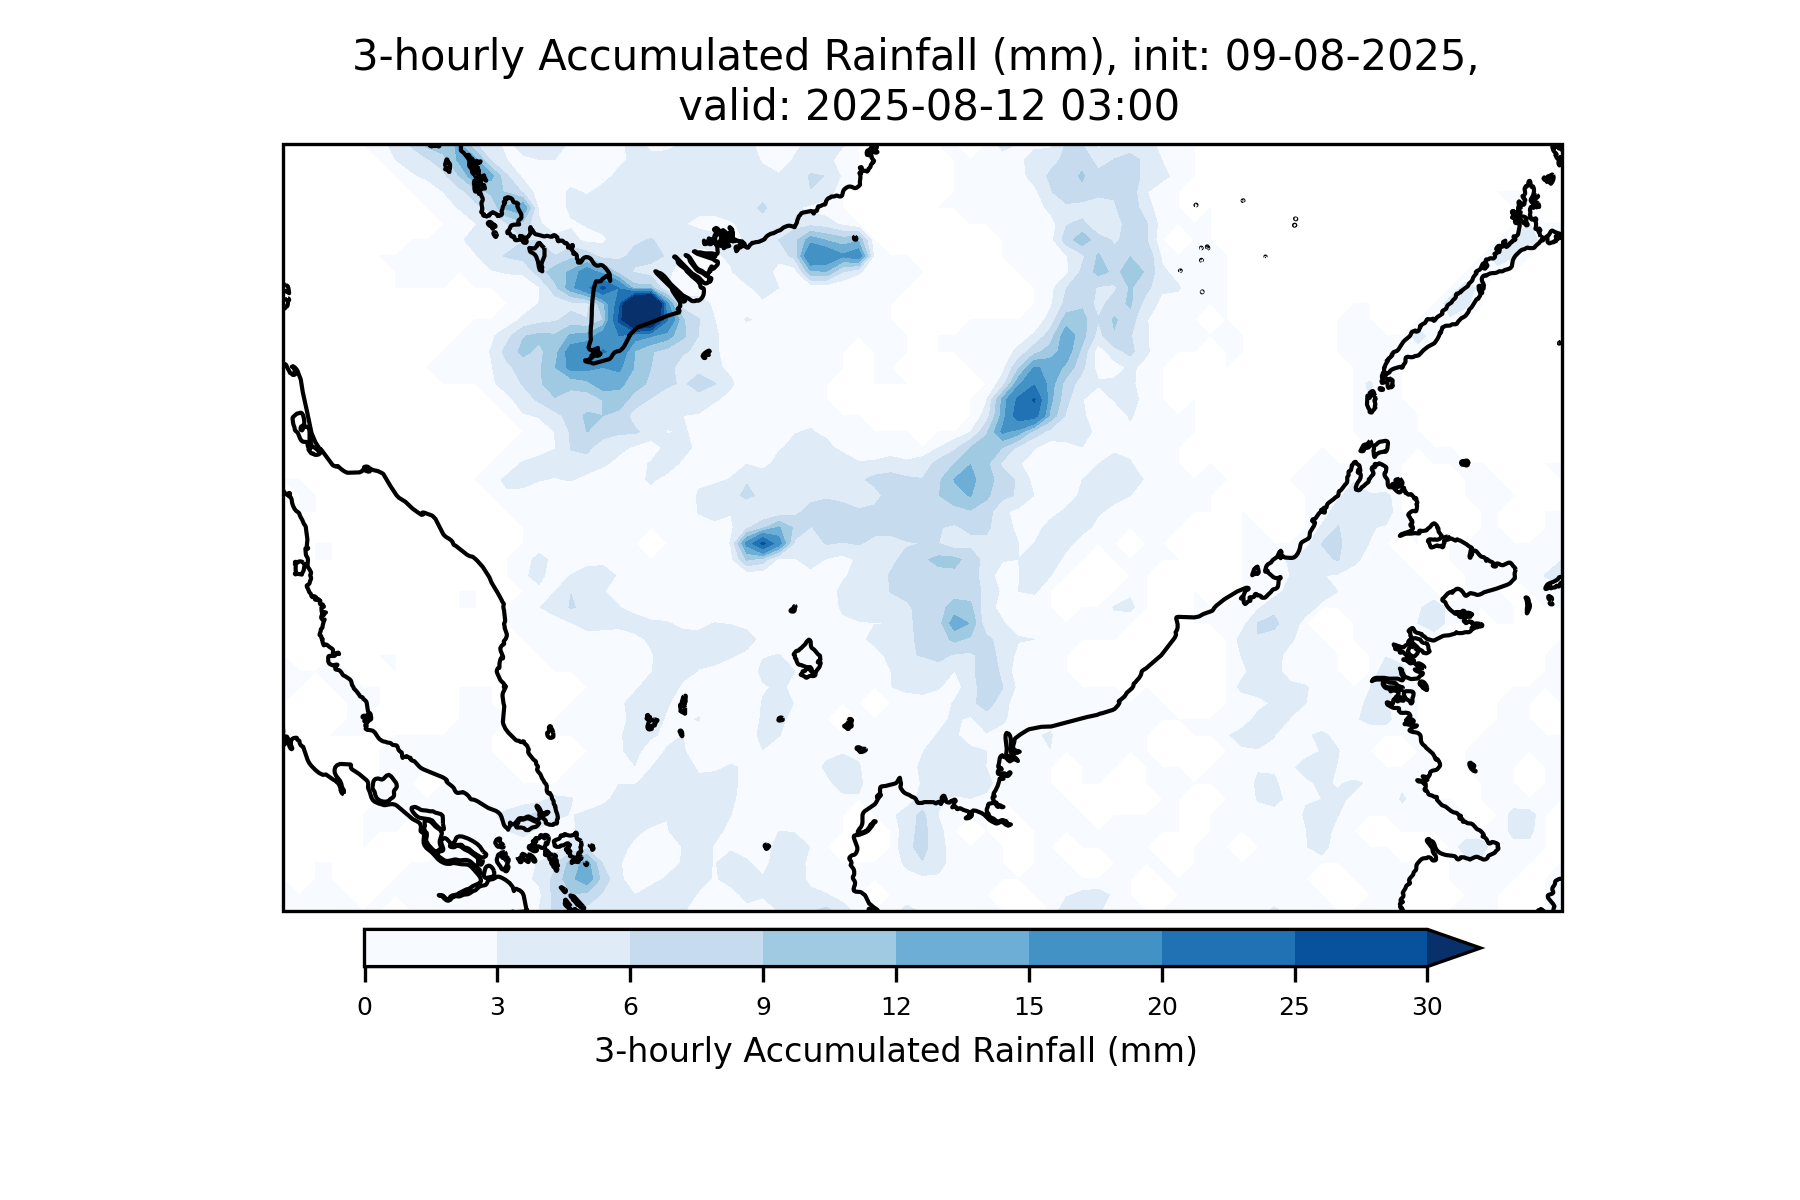 3-hourly Accumulated Rainfall (mm), init: 09-08-2025,
valid: 2025-08-12 03:00
0 3 6 9 12 15 20 25 30
3-hourly Accumulated Rainfall (mm)